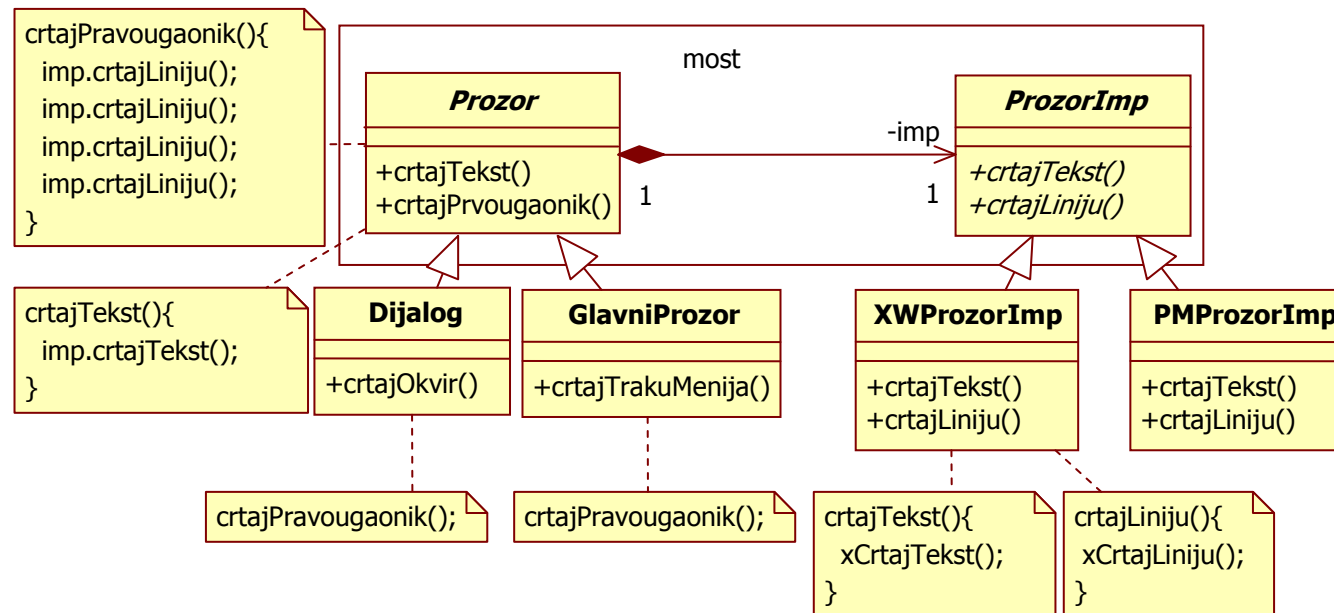 crtajPravougaonik(){
imp.crtajLiniju();
imp.crtajLiniju();
imp.crtajLiniju();
imp.crtajLiniju();
}
most
Prozor
+crtajTekst()
+crtajPrvougaonik()
-imp
1
1
ProzorImp
+crtajTekst()
+crtajLiniju()
crtajTekst(){
imp.crtajTekst();
}
Dijalog
+crtajOkvir()
GlavniProzor
+crtajTrakuMenija()
XWProzorImp
+crtajTekst()
+crtajLiniju()
PMProzorImp
+crtajTekst()
+crtajLiniju()
crtajPravougaonik();
crtajPravougaonik();
crtajTekst(){
xCrtajTekst();
}
crtajLiniju(){
xCrtajLiniju();
}